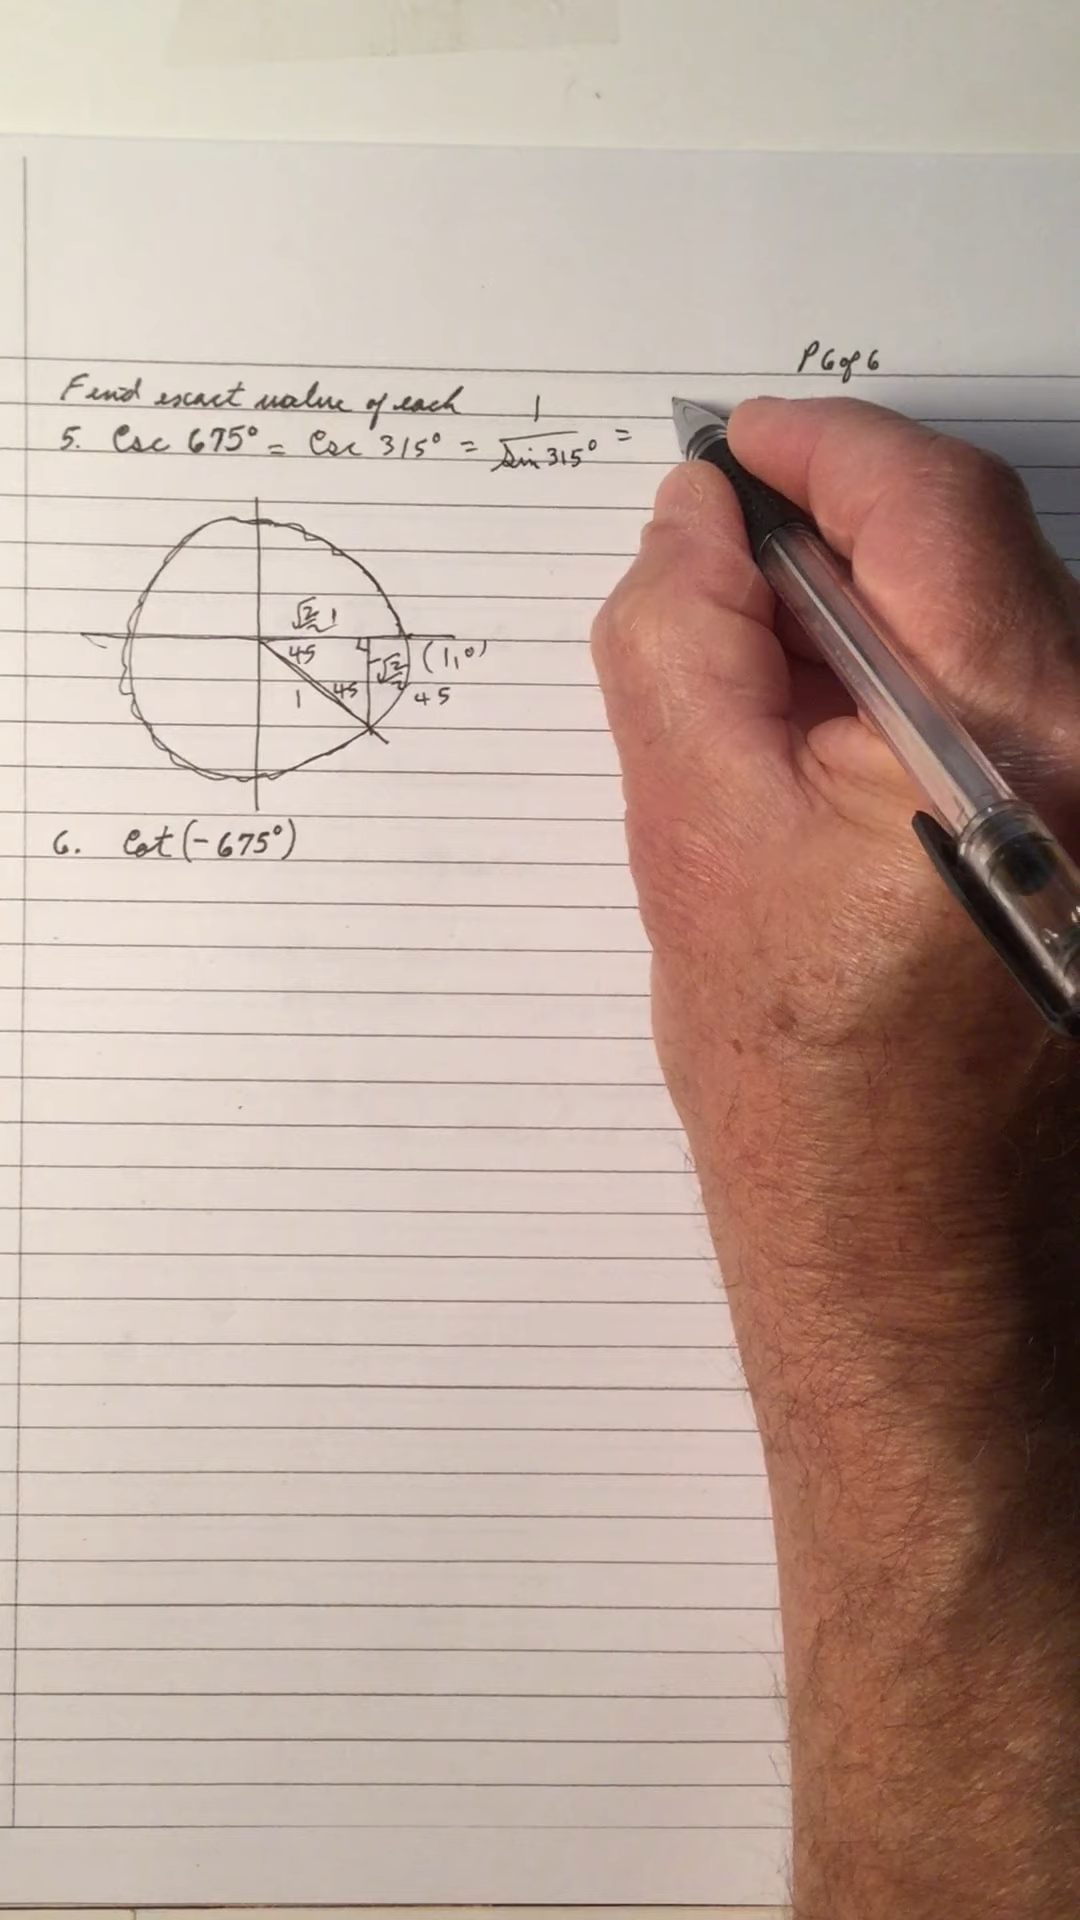 P 6 of 6
Find exact value of each
5. Csc 675° = Csc 315° = 1/sin 315° =
√2/2 1
45 -√2/2 (1,0)
1 45 45
6. Cot (-675°)